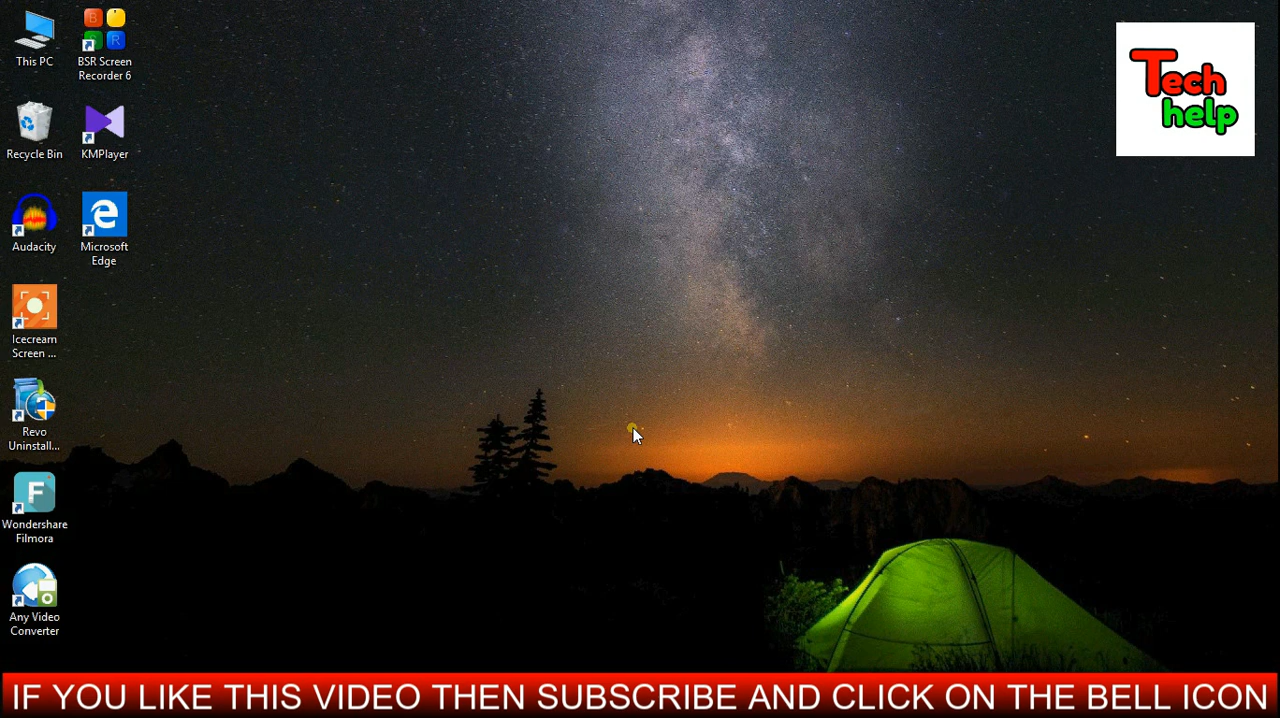 This PC
BSR Screen
Recorder 6
Recycle Bin
KMPlayer
Audacity
Microsoft
Edge
Icecream
Screen ...
Revo
Uninstall...
Wondershare
Filmora
Any Video
Converter
Tech
help
IF YOU LIKE THIS VIDEO THEN SUBSCRIBE AND CLICK ON THE BELL ICON